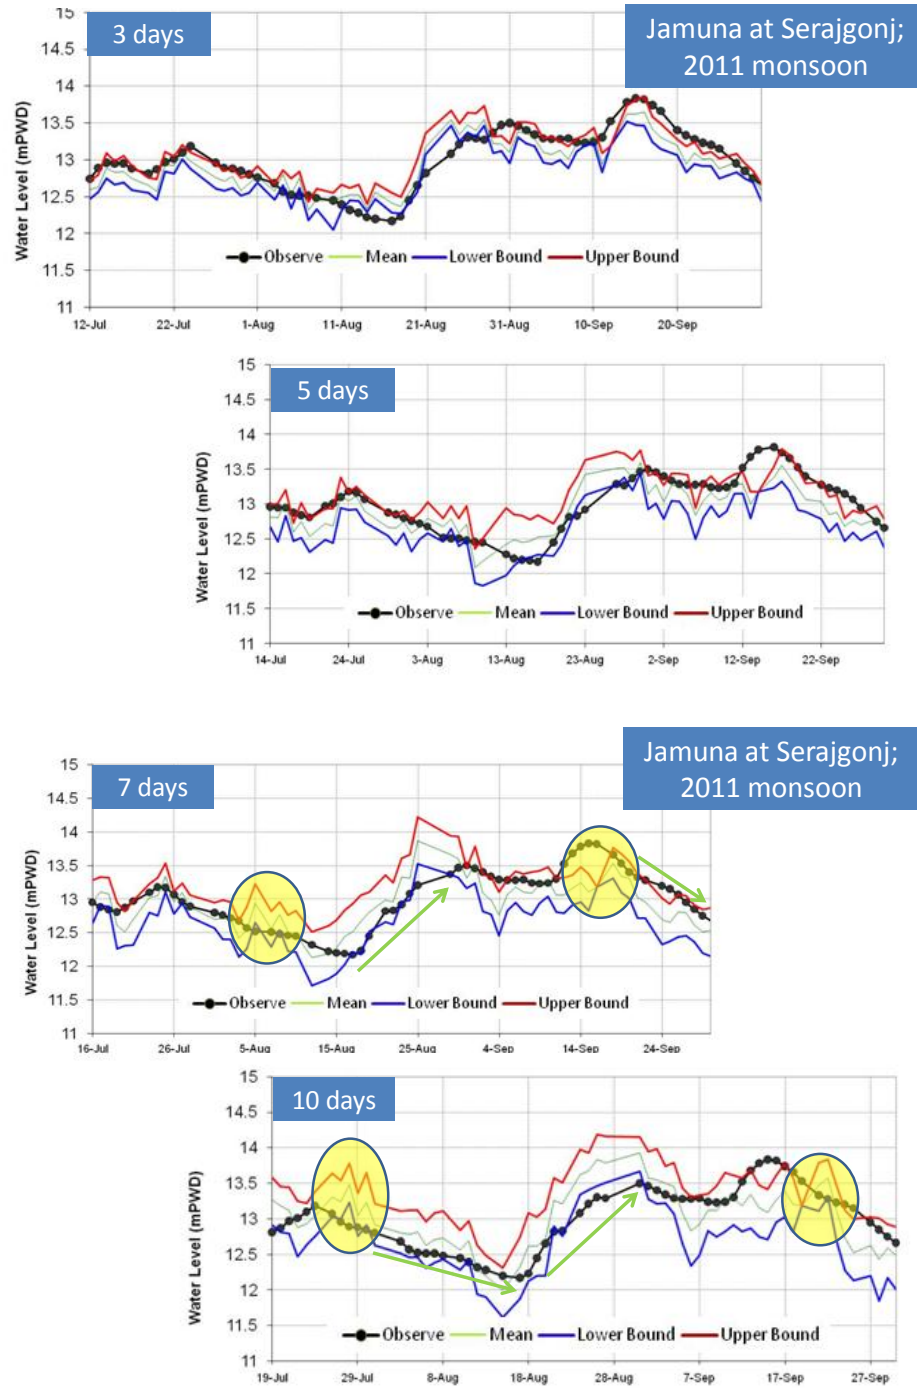 3 days
Jamuna at Serajgonj;
2011 monsoon
Water Level (mPWD)
15
14.5
14
13.5
13
12.5
12
11.5
11
Observe Mean Lower Bound Upper Bound
12-Jul 22-Jul 1-Aug 11-Aug 21-Aug 31-Aug 10-Sep 20-Sep
5 days
Water Level (mPWD)
15
14.5
14
13.5
13
12.5
12
11.5
11
Observe Mean Lower Bound Upper Bound
14-Jul 24-Jul 3-Aug 13-Aug 23-Aug 2-Sep 12-Sep 22-Sep
Jamuna at Serajgonj;
2011 monsoon
7 days
Water Level (mPWD)
15
14.5
14
13.5
13
12.5
12
11.5
11
Observe Mean Lower Bound Upper Bound
16-Jul 26-Jul 5-Aug 15-Aug 25-Aug 4-Sep 14-Sep 24-Sep
10 days
Water Level (mPWD)
15
14.5
14
13.5
13
12.5
12
11.5
11
Observe Mean Lower Bound Upper Bound
19-Jul 29-Jul 8-Aug 18-Aug 28-Aug 7-Sep 17-Sep 27-Sep